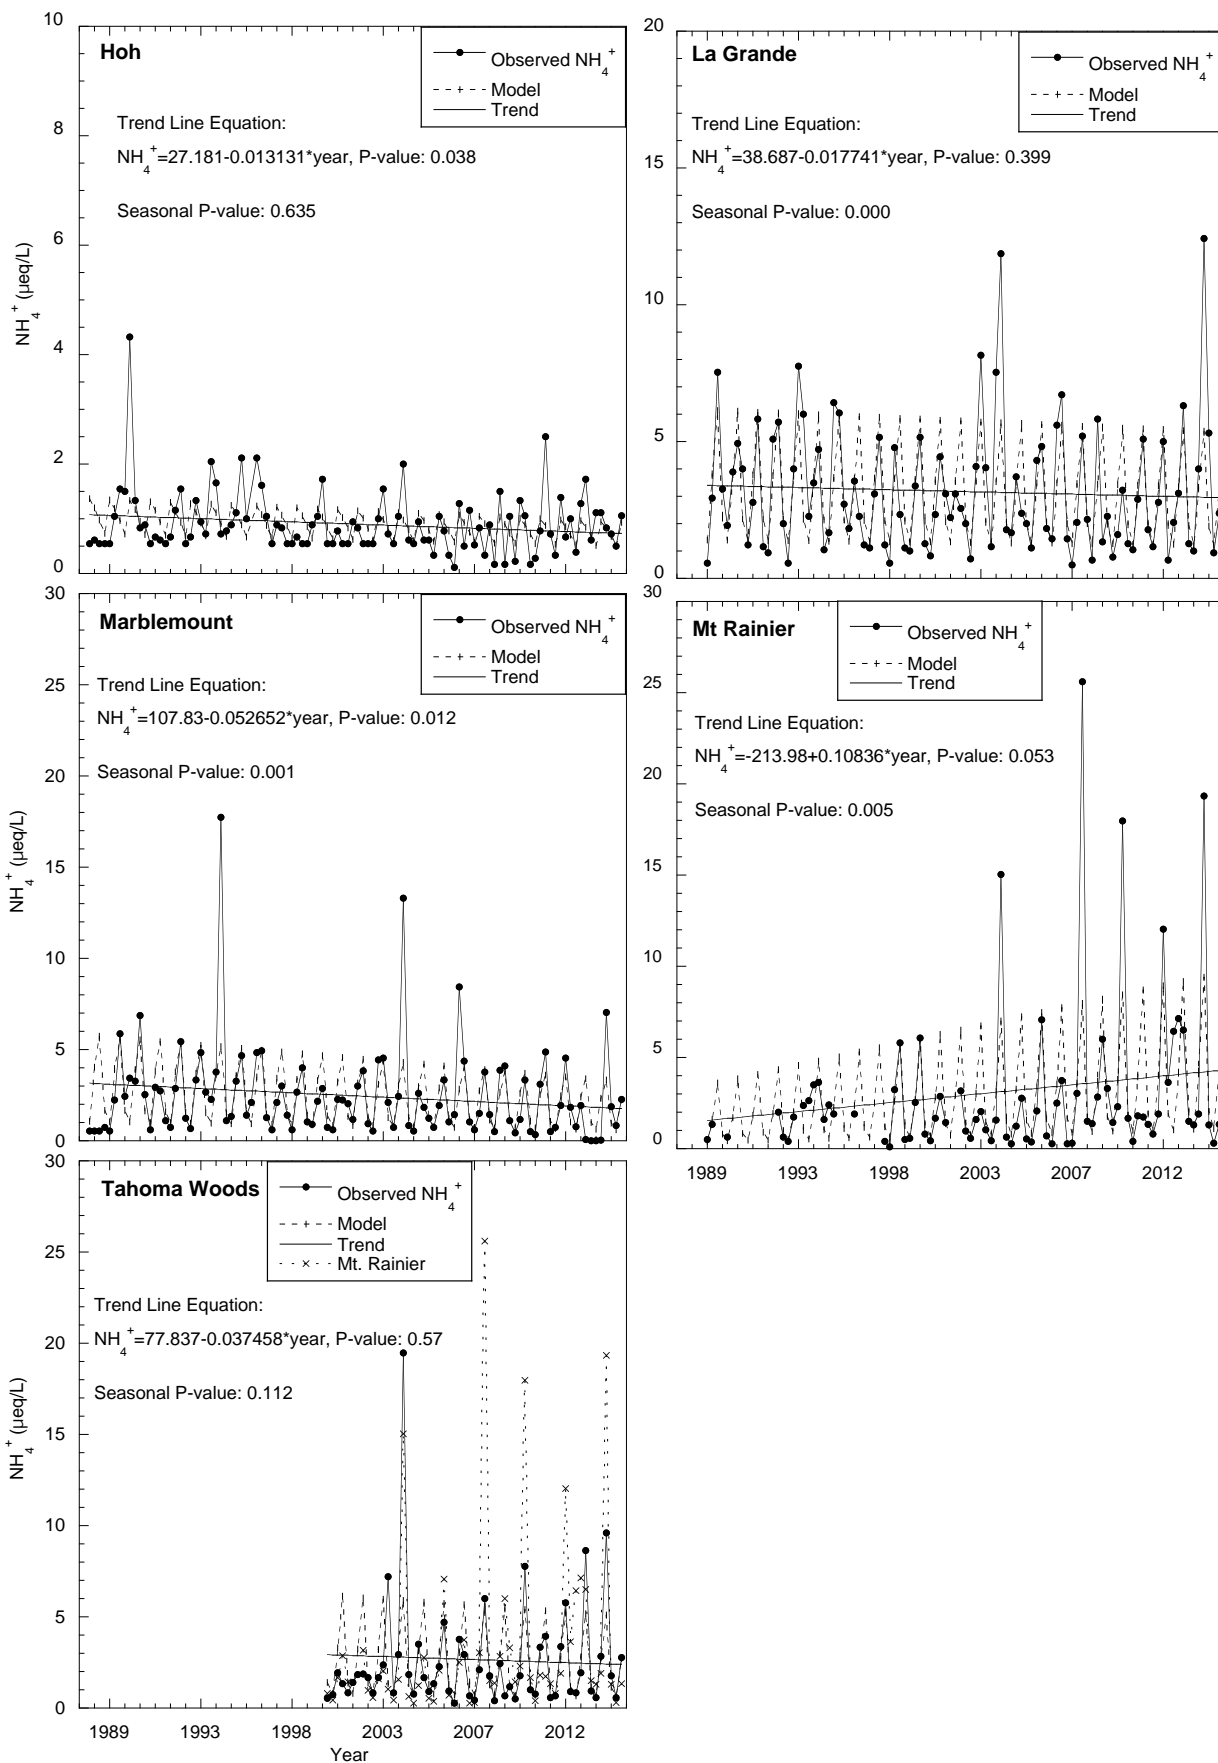 Hoh
Observed NH4+
Model
Trend
Trend Line Equation:
NH4+=27.181-0.013131*year, P-value: 0.038
Seasonal P-value: 0.635
NH4+ (μeq/L)
10
8
6
4
2
0
La Grande
Observed NH4+
Model
Trend
Trend Line Equation:
NH4+=38.687-0.017741*year, P-value: 0.399
Seasonal P-value: 0.000
20
15
10
5
0
Marblemount
Observed NH4+
Model
Trend
Trend Line Equation:
NH4+=107.83-0.052652*year, P-value: 0.012
Seasonal P-value: 0.001
NH4+ (μeq/L)
30
25
20
15
10
5
0
Mt Rainier
Observed NH4+
Model
Trend
Trend Line Equation:
NH4+=-213.98+0.10836*year, P-value: 0.053
Seasonal P-value: 0.005
30
25
20
15
10
5
0
1989 1993 1998 2003 2007 2012
Tahoma Woods
Observed NH4+
Model
Trend
Mt. Rainier
Trend Line Equation:
NH4+=77.837-0.037458*year, P-value: 0.57
Seasonal P-value: 0.112
NH4+ (μeq/L)
30
25
20
15
10
5
0
1989 1993 1998 2003 2007 2012
Year